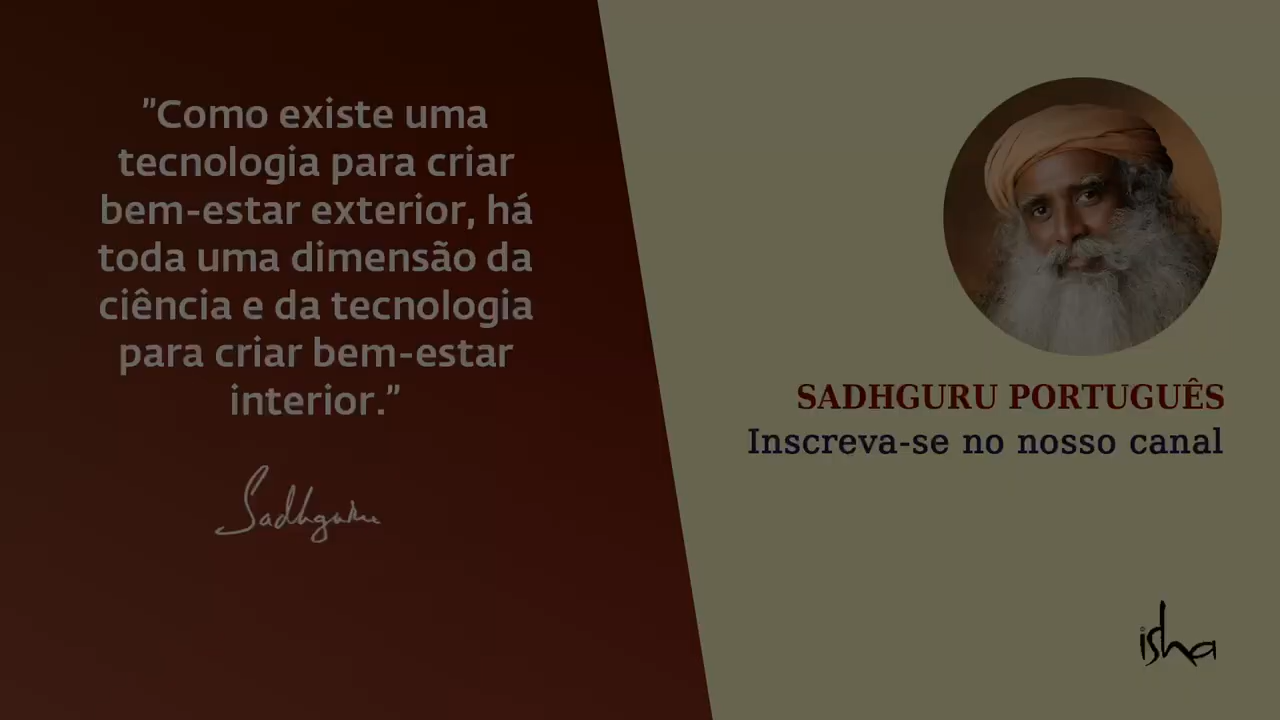 "Como existe uma
tecnologia para criar
bem-estar exterior, há
toda uma dimensão da
ciência e da tecnologia
para criar bem-estar
interior.”
Sadhguru
SADHGURU PORTUGUÊS
Inscreva-se no nosso canal
isha